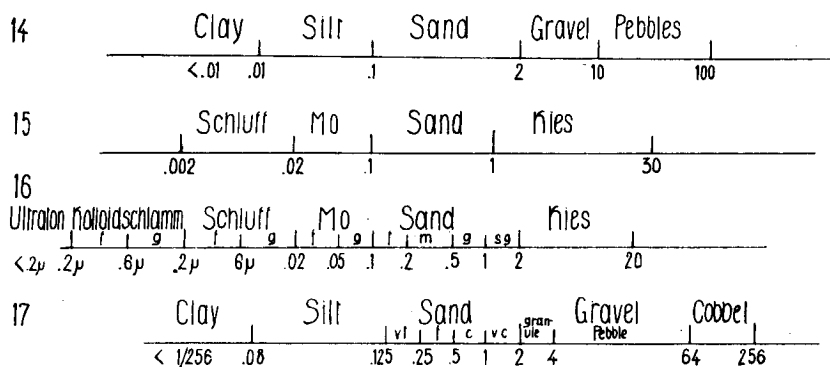 14 Clay Silt Sand Gravel Pebbles
<.01 .01 .1 2 10 100
15 Schluff Mo Sand Kies
.002 .02 .1 1 30
16
Ultraton Kolloidschlamm Schluff Mo Sand Kies
f g f g f g f m g sg
<.2µ .2µ .6µ .2µ 6µ .02 .05 .1 .2 .5 1 2 20
17 Clay Silt Sand gran- Gravel Cobbel
vf f c vc ule Pebble
< 1/256 .08 .125 .25 .5 1 2 4 64 256